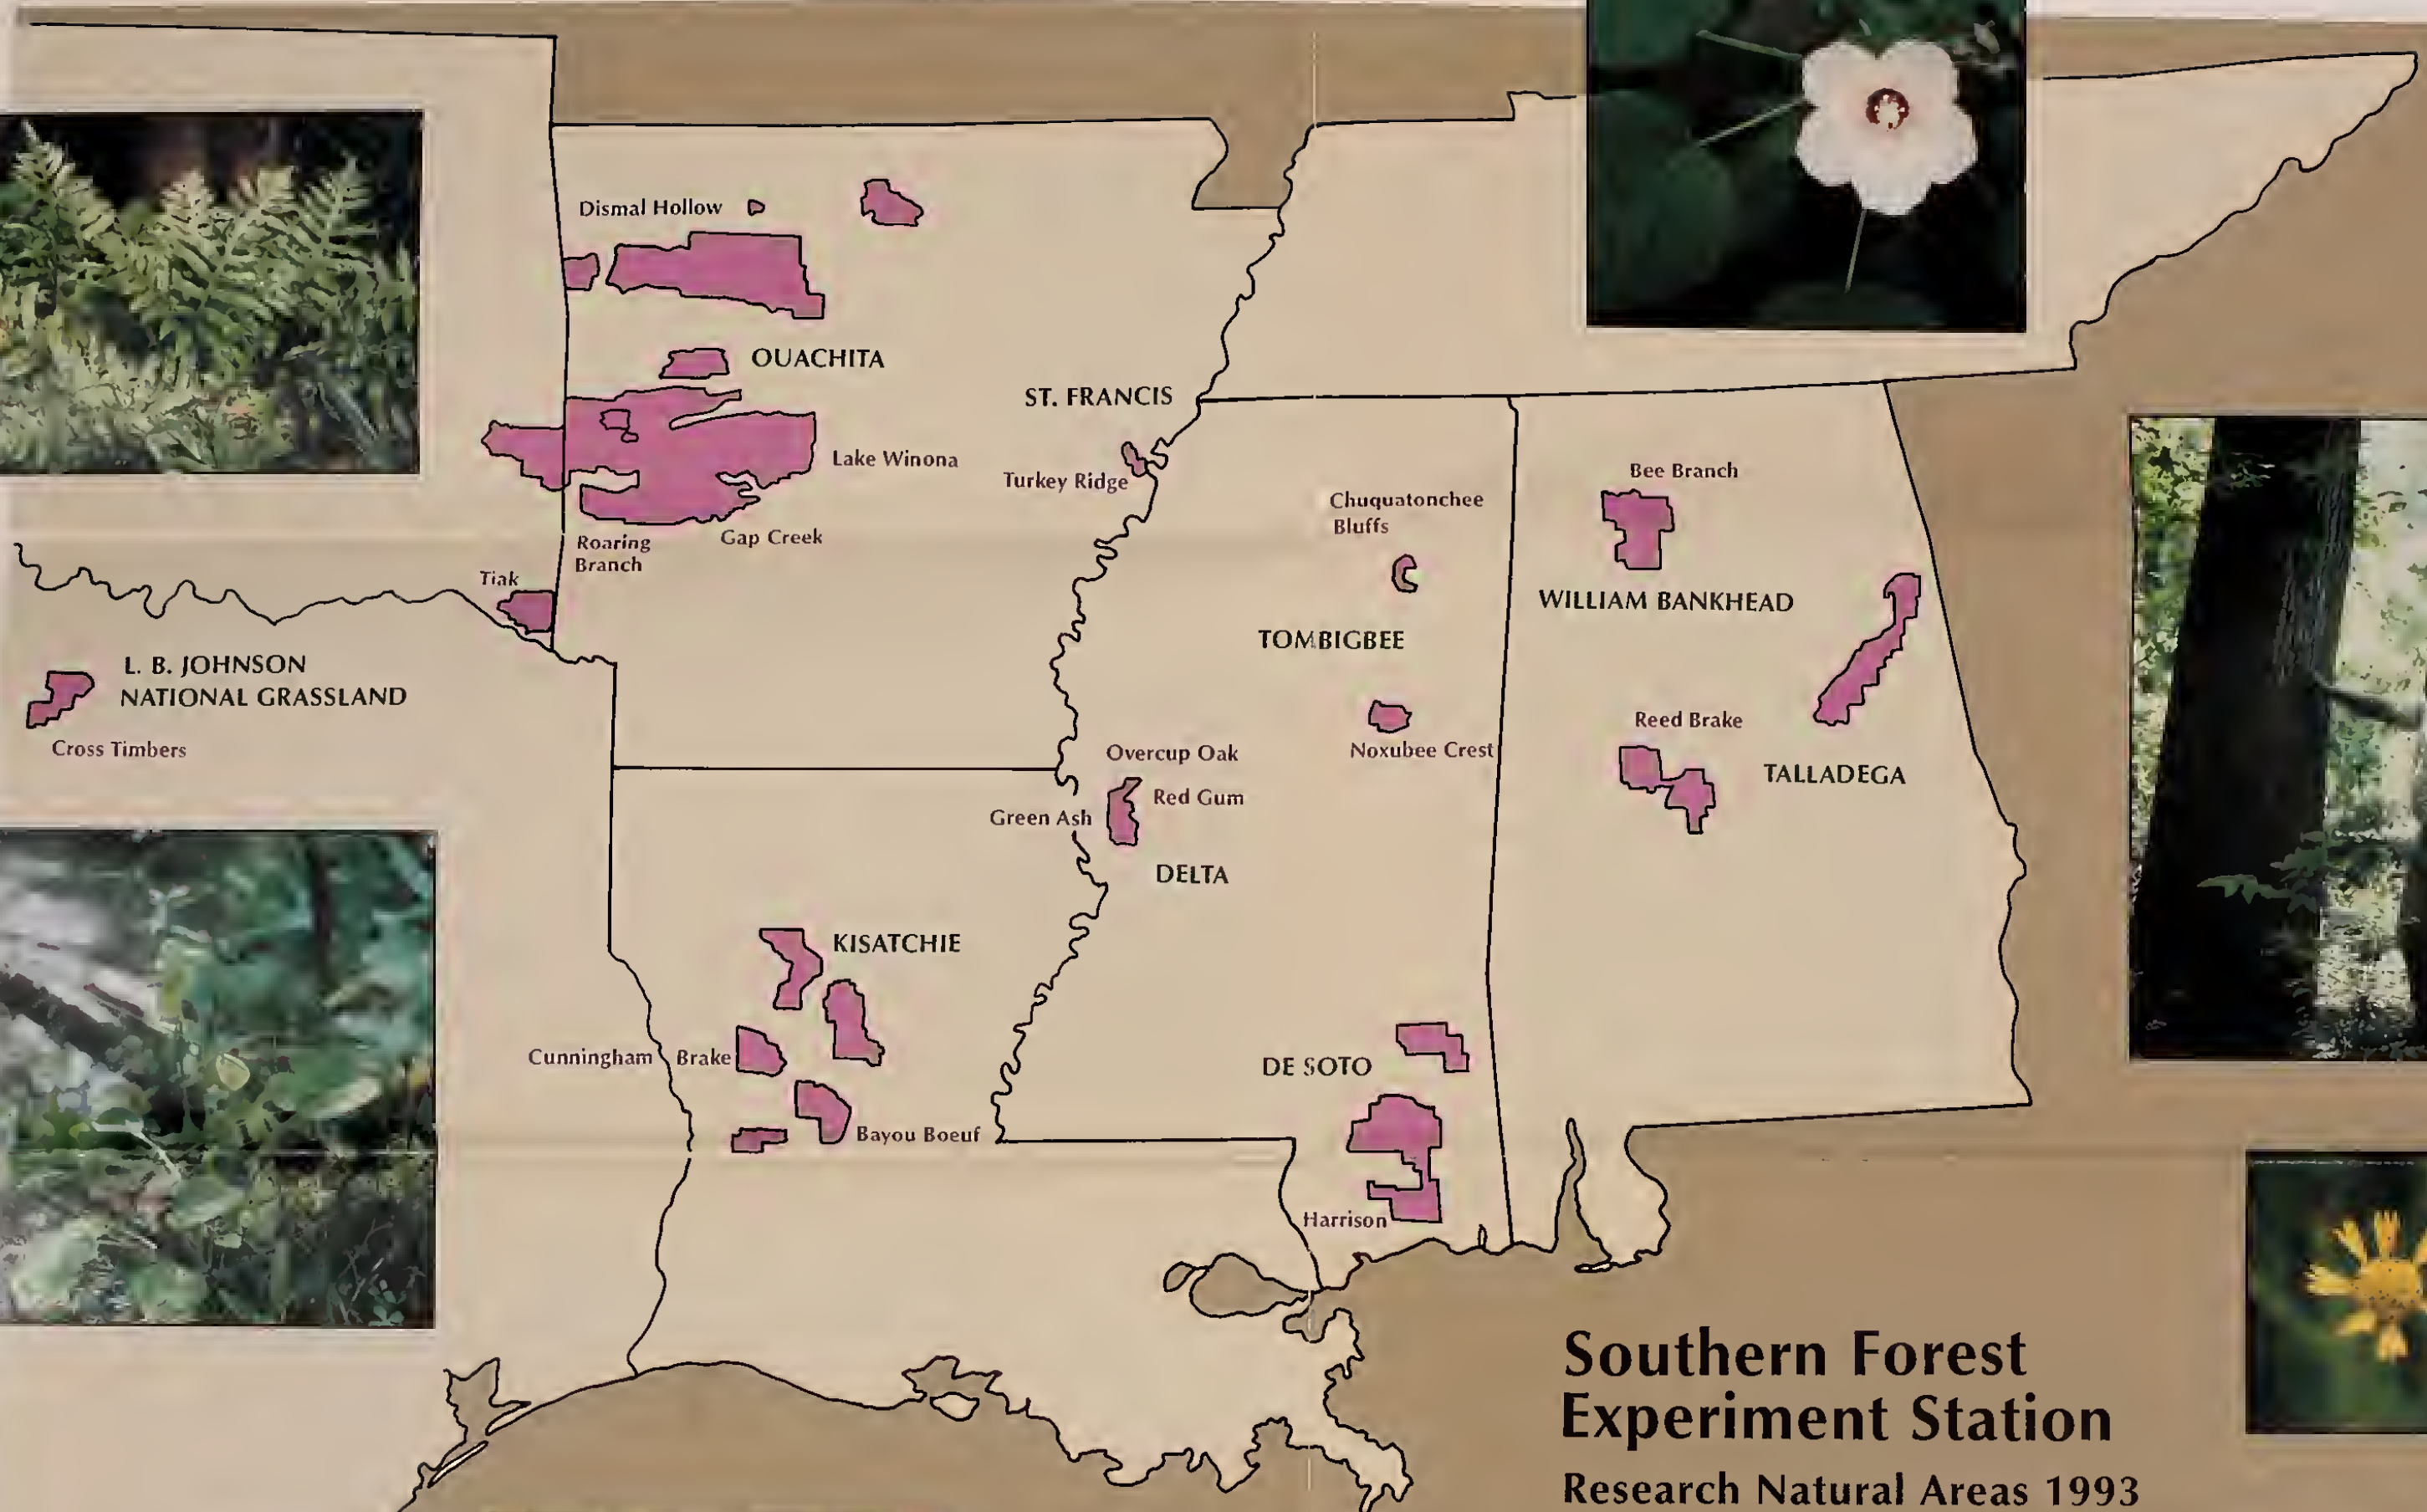 Dismal Hollow
OUACHITA
ST. FRANCIS
Lake Winona
Turkey Ridge
Gap Creek
Roaring
Branch
Tiak
L. B. JOHNSON
NATIONAL GRASSLAND
Cross Timbers
Chuquatonchee
Bluffs
TOMBIGBEE
Noxubee Crest
Bee Branch
WILLIAM BANKHEAD
Reed Brake
TALLADEGA
Overcup Oak
Red Gum
Green Ash
DELTA
KISATCHIE
Cunningham Brake
Bayou Boeuf
DE SOTO
Harrison
Southern Forest
Experiment Station
Research Natural Areas 1993